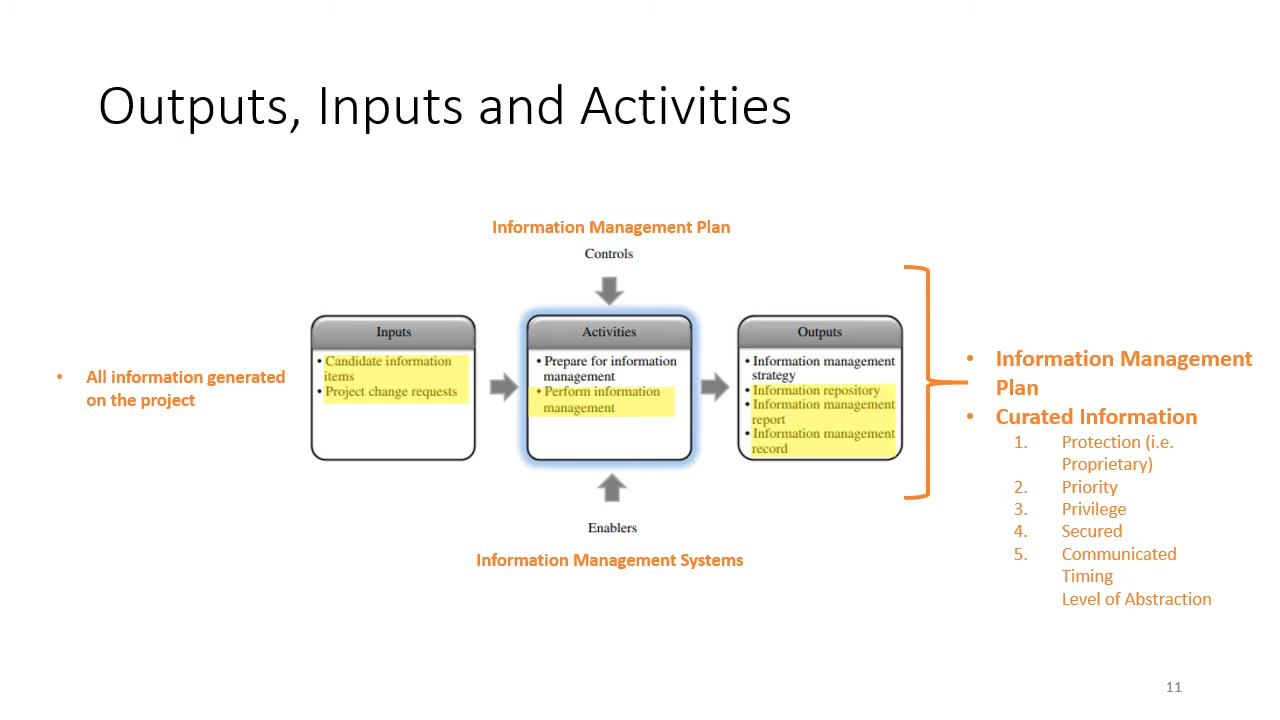 Outputs, Inputs and Activities
Information Management Plan
Controls
• All information generated
on the project
Inputs
• Candidate information
items
• Project change requests
Activities
• Prepare for information
management
• Perform information
management
Outputs
• Information management
strategy
• Information repository
• Information management
report
• Information management
record
Enablers
Information Management Systems
• Information Management
Plan
• Curated Information
1. Protection (i.e.
Proprietary)
2. Priority
3. Privilege
4. Secured
5. Communicated
Timing
Level of Abstraction
11